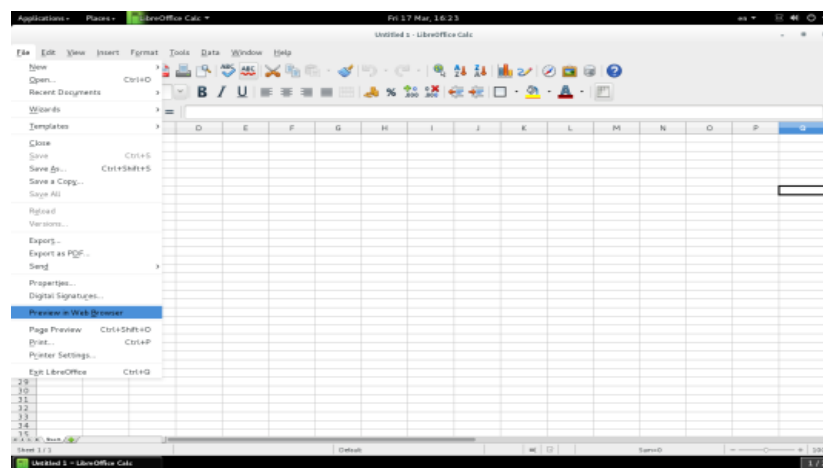 Applications Places LibreOffice Calc Fri 17 Mar, 16:23 es
Untitled 1 - LibreOffice Calc
File Edit View Insert Format Tools Data Window Help
New
Open... Ctrl+O
Recent Documents
Wizards
Templates
Close
Save Ctrl+S
Save As... Ctrl+Shift+S
Save a Copy...
Save All
Reload
Versions...
Export...
Export as PDF...
Send
Properties...
Digital Signatures...
Preview in Web Browser
Page Preview Ctrl+Shift+O
Print... Ctrl+P
Printer Settings...
Exit LibreOffice Ctrl+Q
D E F G H I J K L M N O P Q
29
30
31
32
33
34
35
Sheet 1 / 1 Default Sum=0
Untitled 1 - LibreOffice Calc